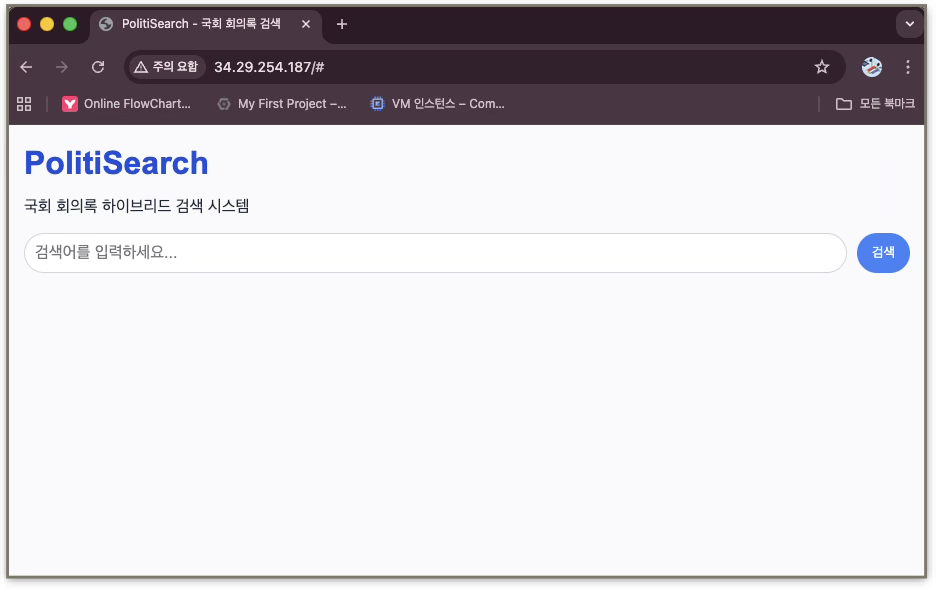 PolitiSearch - 국회 회의록 검색
주의 요함 34.29.254.187/#
Online FlowChart... My First Project –... VM 인스턴스 – Com... 모든 북마크
PolitiSearch
국회 회의록 하이브리드 검색 시스템
검색어를 입력하세요... 검색